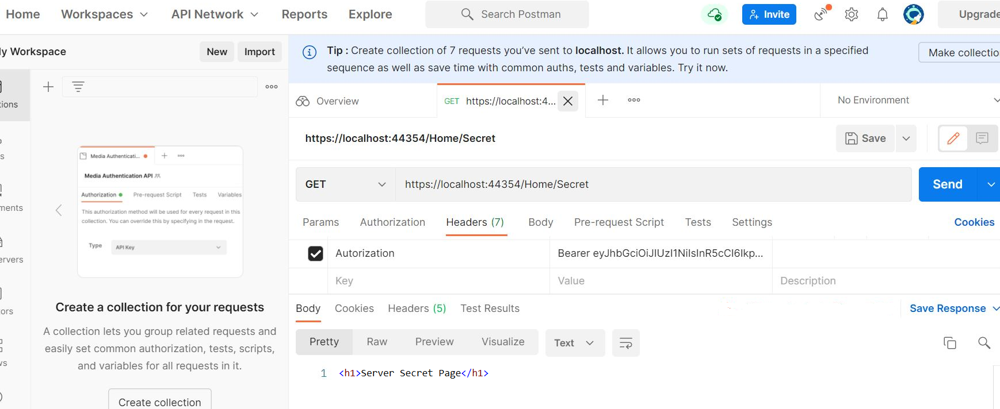 Home Workspaces API Network Reports Explore Search Postman Invite Upgrade
y Workspace New Import
Tip : Create collection of 7 requests you've sent to localhost. It allows you to run sets of requests in a specified
sequence as well as save time with common auths, tests and variables. Try it now.
Make collectio
tions
Overview GET https://localhost:4... No Environment
https://localhost:44354/Home/Secret Save
s
Media Authenticati...
Media Authentication API
Authorization Pre-request Script Tests Variables
This authorization method will be used for every request in this
collection. You can override this by specifying in the request.
Type API Key
GET https://localhost:44354/Home/Secret Send
ments
Params Authorization Headers (7) Body Pre-request Script Tests Settings Cookies
Autorization Bearer eyJhbGciOiJIUzI1NiIsInR5cCI6Ikp...
ervers
Key Value Description
Create a collection for your requests
ors
A collection lets you group related requests and
easily set common authorization, tests, scripts,
and variables for all requests in it.
ws
Create collection
Body Cookies Headers (5) Test Results Save Response
Pretty Raw Preview Visualize Text
1 <h1>Server Secret Page</h1>